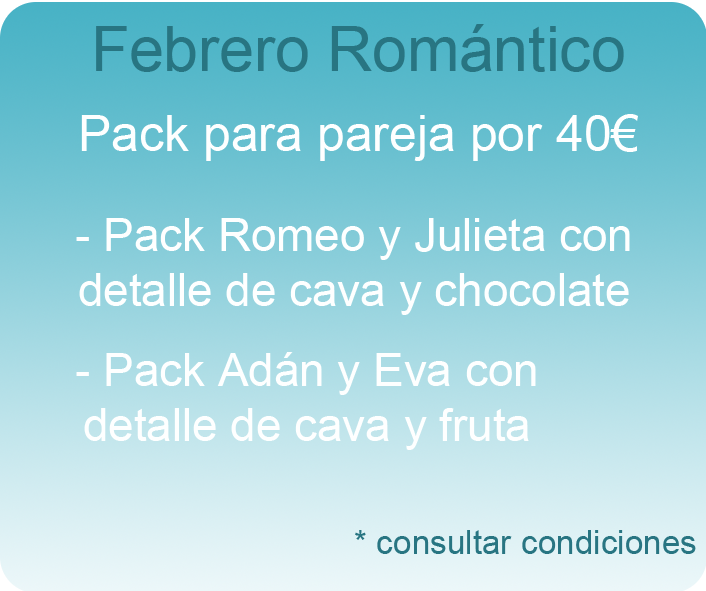 Febrero Romántico
Pack para pareja por 40€
- Pack Romeo y Julieta con
detalle de cava y chocolate
- Pack Adán y Eva con
detalle de cava y fruta
* consultar condiciones